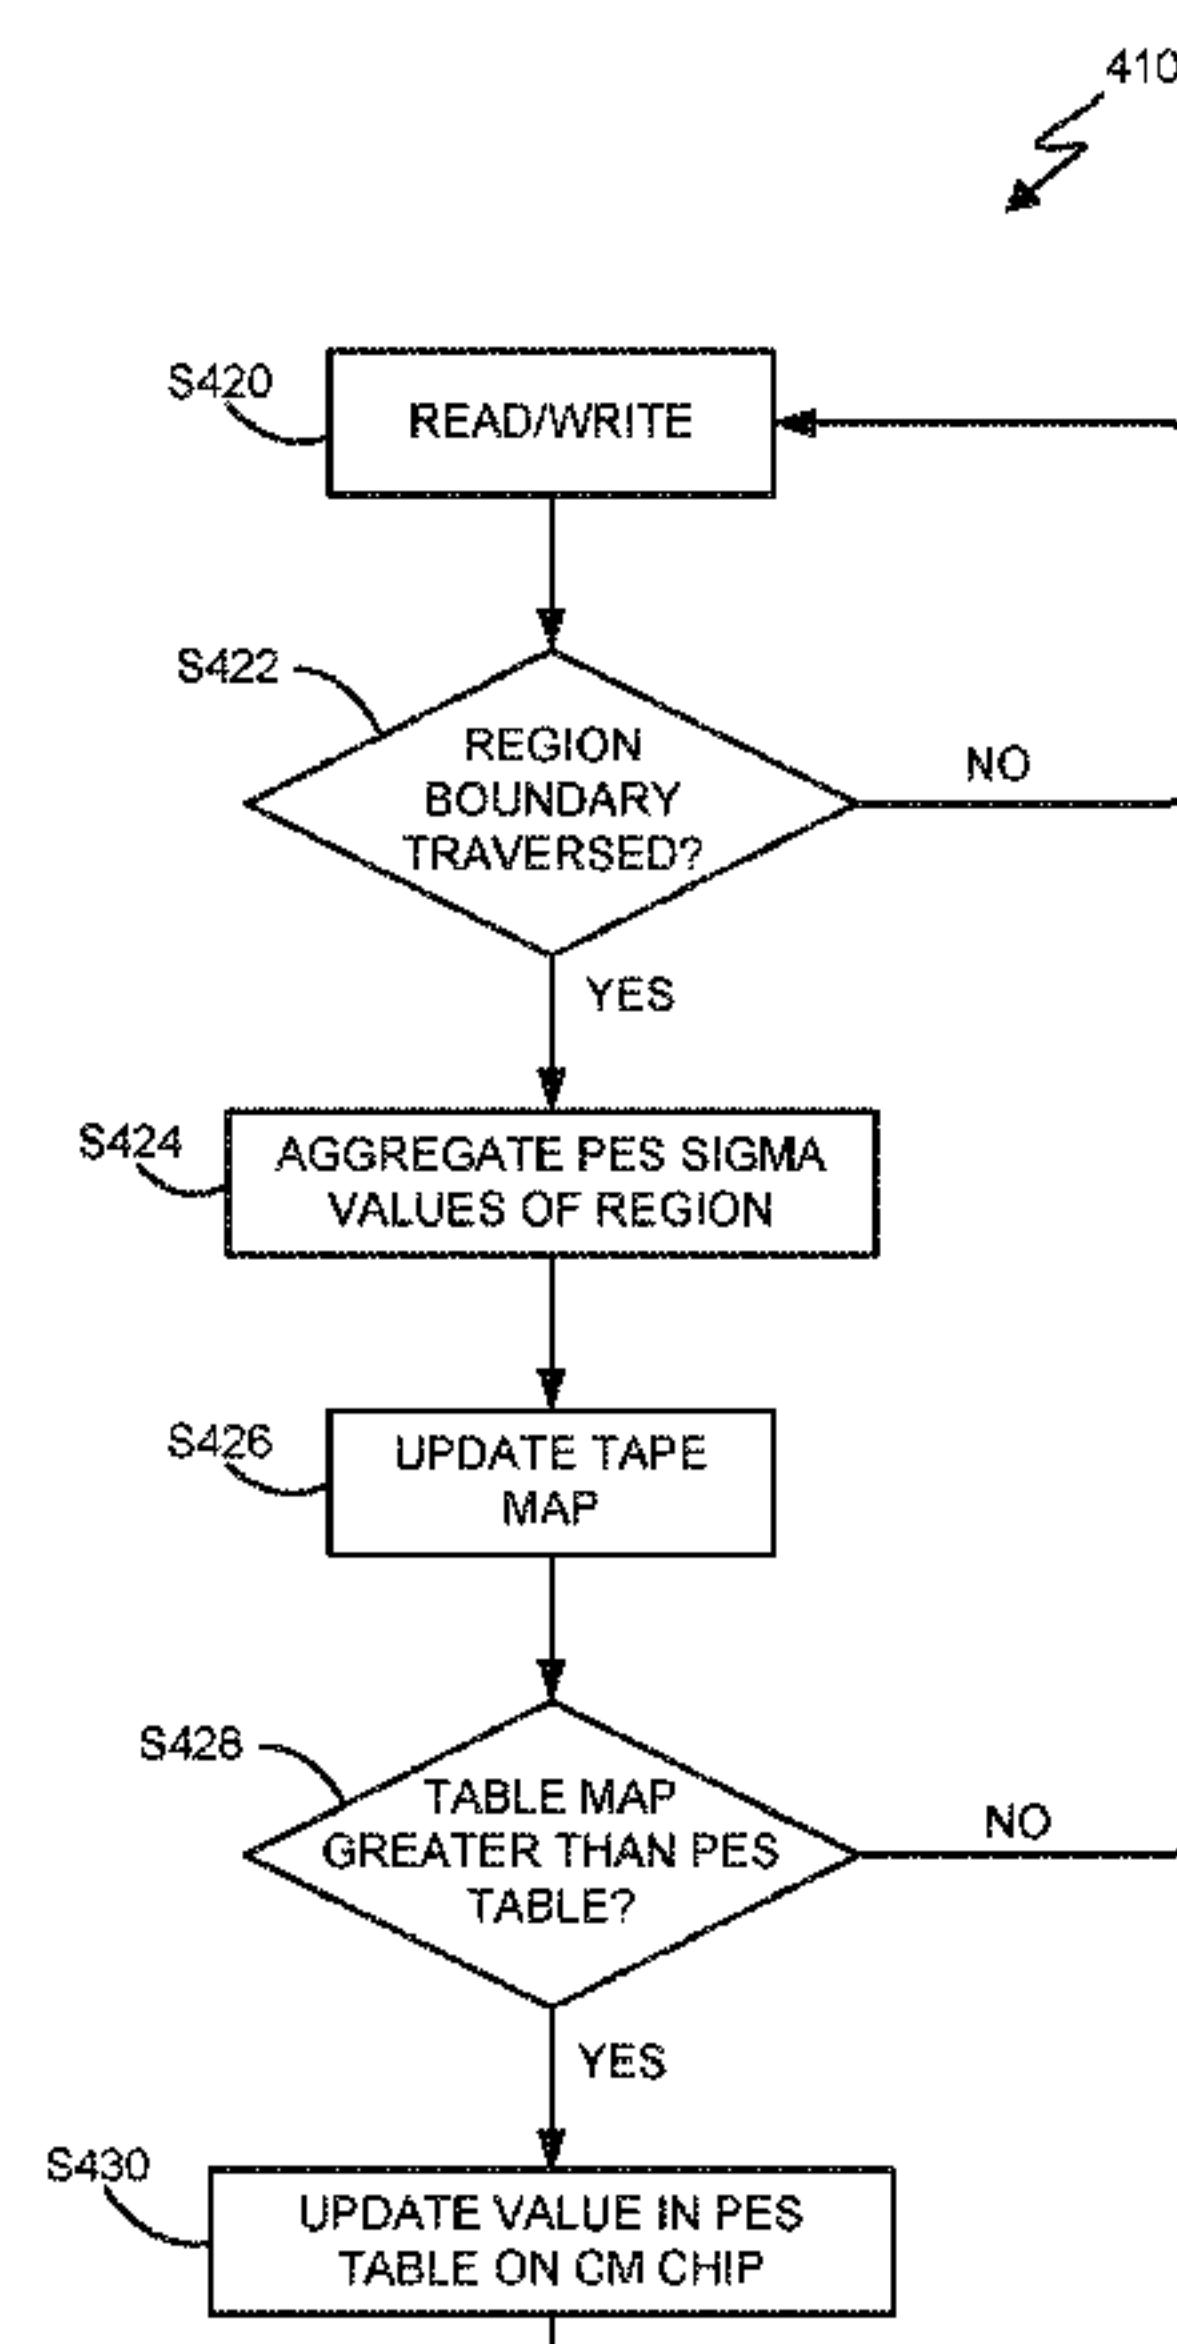 410
S420
READ/WRITE
S422
REGION
BOUNDARY
TRAVERSED?
NO
YES
S424
AGGREGATE PES SIGMA
VALUES OF REGION
S426
UPDATE TAPE
MAP
S428
TABLE MAP
GREATER THAN PES
TABLE?
NO
YES
S430
UPDATE VALUE IN PES
TABLE ON CM CHIP